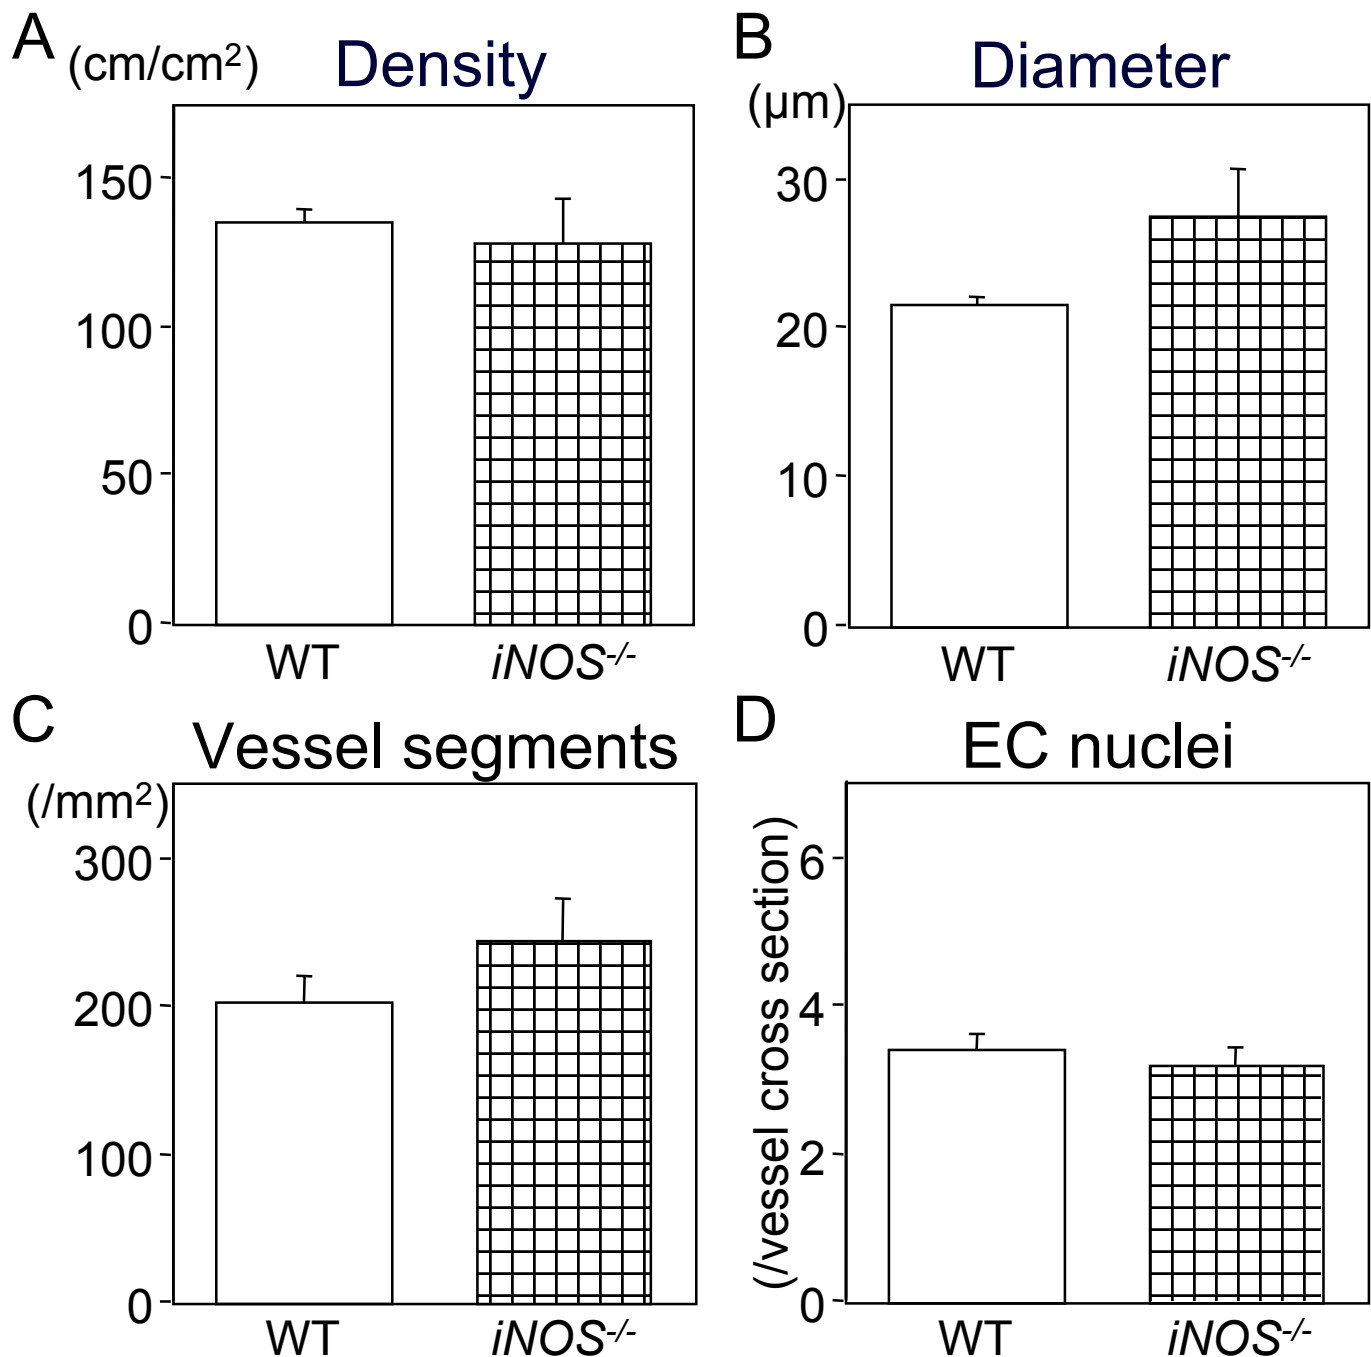 A
(cm/cm²)
Density
150
100
50
0
WT
iNOS-/-
B
(µm)
Diameter
30
20
10
0
WT
iNOS-/-
C
Vessel segments
(/mm²)
300
200
100
0
WT
iNOS-/-
D
EC nuclei
(/vessel cross section)
6
4
2
0
WT
iNOS-/-